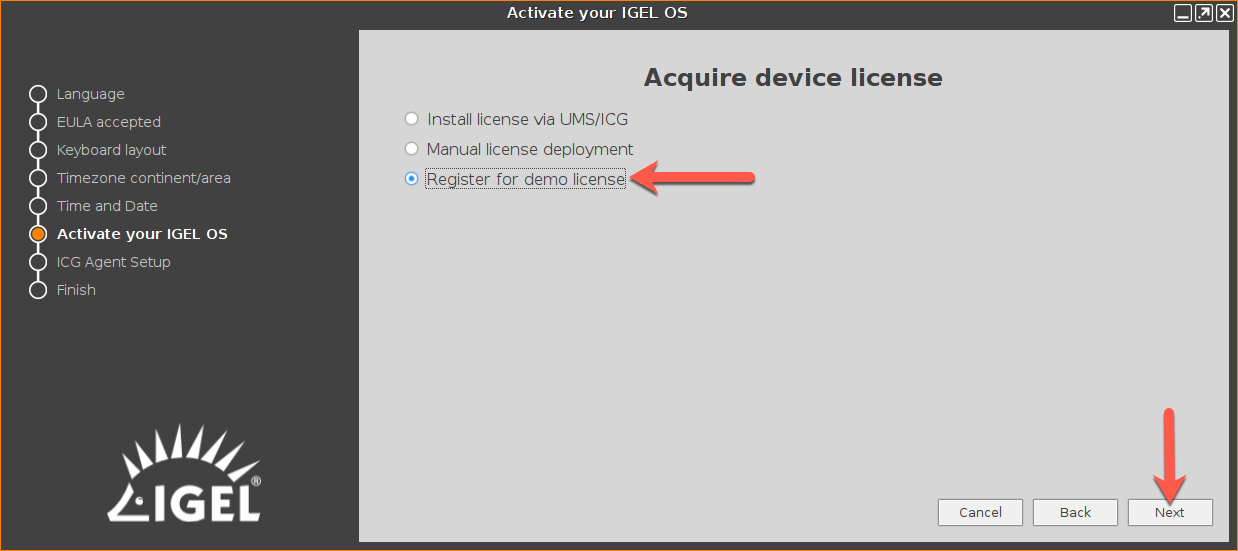 Activate your IGEL OS
Language
EULA accepted
Keyboard layout
Timezone continent/area
Time and Date
Activate your IGEL OS
ICG Agent Setup
Finish
IGEL®
Acquire device license
Install license via UMS/ICG
Manual license deployment
Register for demo license
Cancel
Back
Next